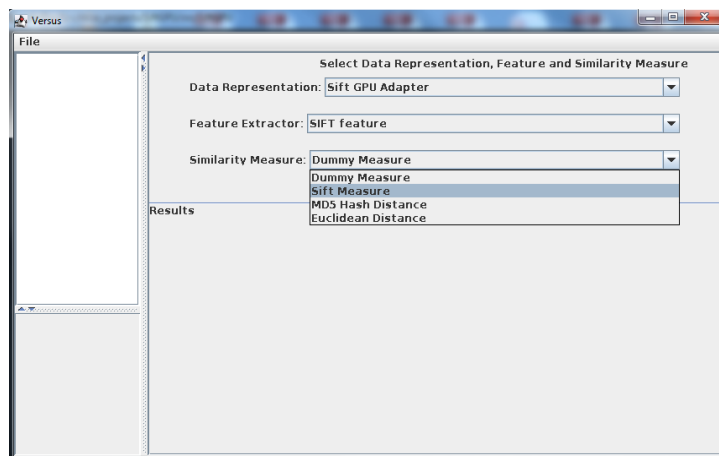 Versus
File
Select Data Representation, Feature and Similarity Measure
Data Representation: Sift GPU Adapter
Feature Extractor: SIFT feature
Similarity Measure: Dummy Measure
Dummy Measure
Sift Measure
MD5 Hash Distance
Euclidean Distance
Results